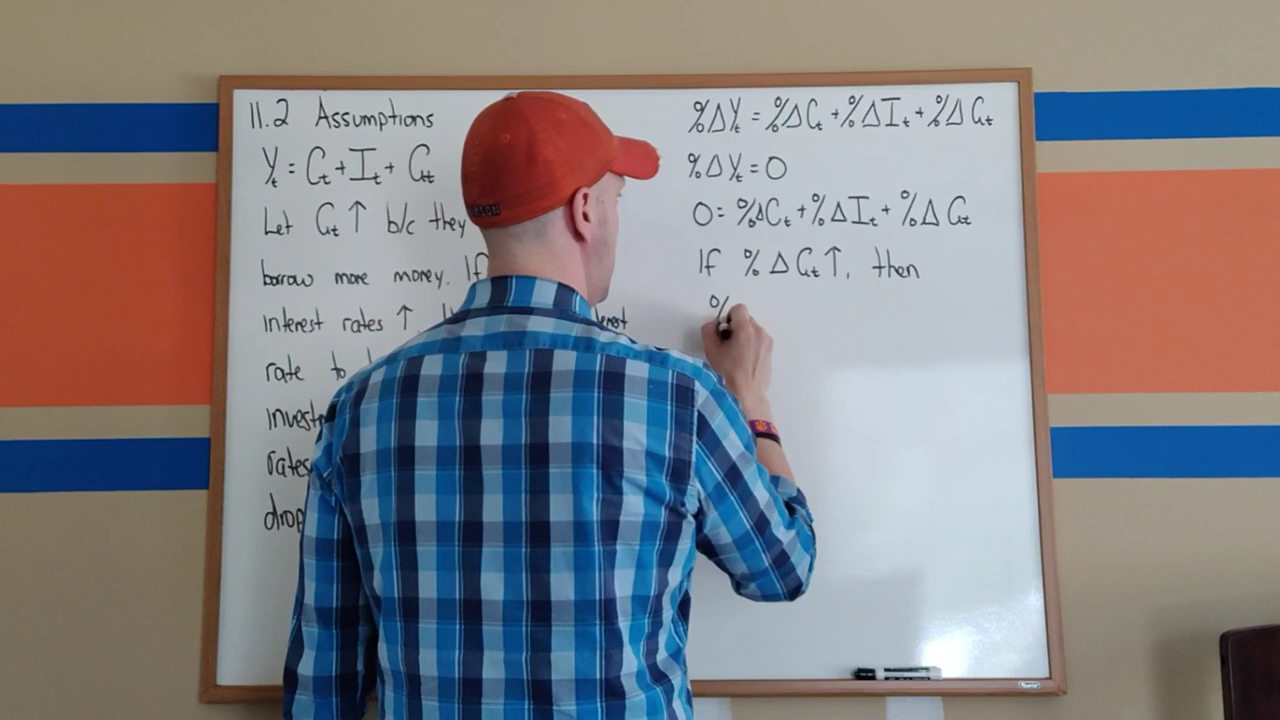 11.2 Assumptions
Yt = Ct + It + Gt
Let Gt ↑ b/c they
borrow more money. If
interest rates ↑
rate to
rates
drop
%ΔYt = %ΔCt + %ΔIt + %ΔGt
%ΔYt = 0
0 = %ΔCt + %ΔIt + %ΔGt
If %ΔGt ↑, then
%